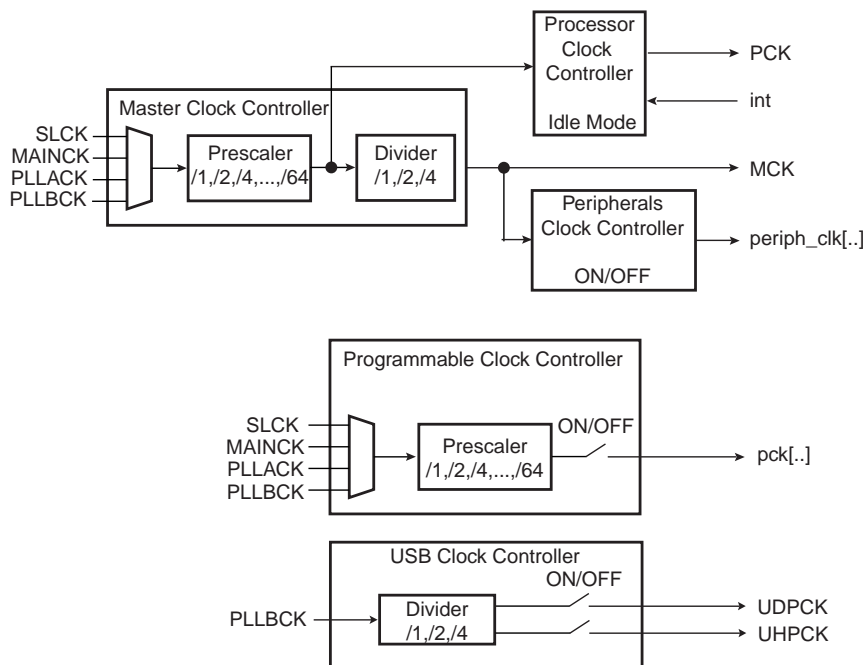 Processor
Clock
Controller
Idle Mode
PCK
int
Master Clock Controller
SLCK
MAINCK
PLLACK
PLLBCK
Prescaler
/1,/2,/4,...,/64
Divider
/1,/2,/4
MCK
Peripherals
Clock Controller
ON/OFF
periph_clk[..]
Programmable Clock Controller
SLCK
MAINCK
PLLACK
PLLBCK
Prescaler
/1,/2,/4,...,/64
ON/OFF
pck[..]
USB Clock Controller
ON/OFF
PLLBCK
Divider
/1,/2,/4
UDPCK
UHPCK